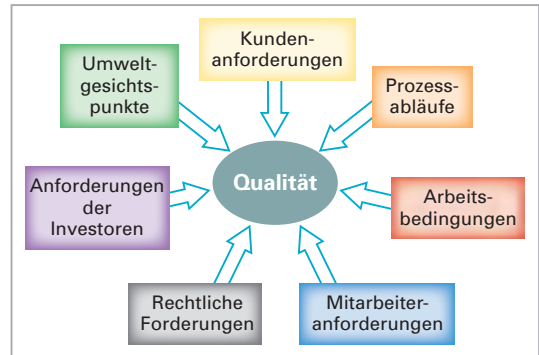 Kunden-
anforderungen
Umwelt-
gesichts-
punkte
Prozess-
abläufe
Qualität
Anforderungen
der
Investoren
Arbeits-
bedingungen
Rechtliche
Forderungen
Mitarbeiter-
anforderungen